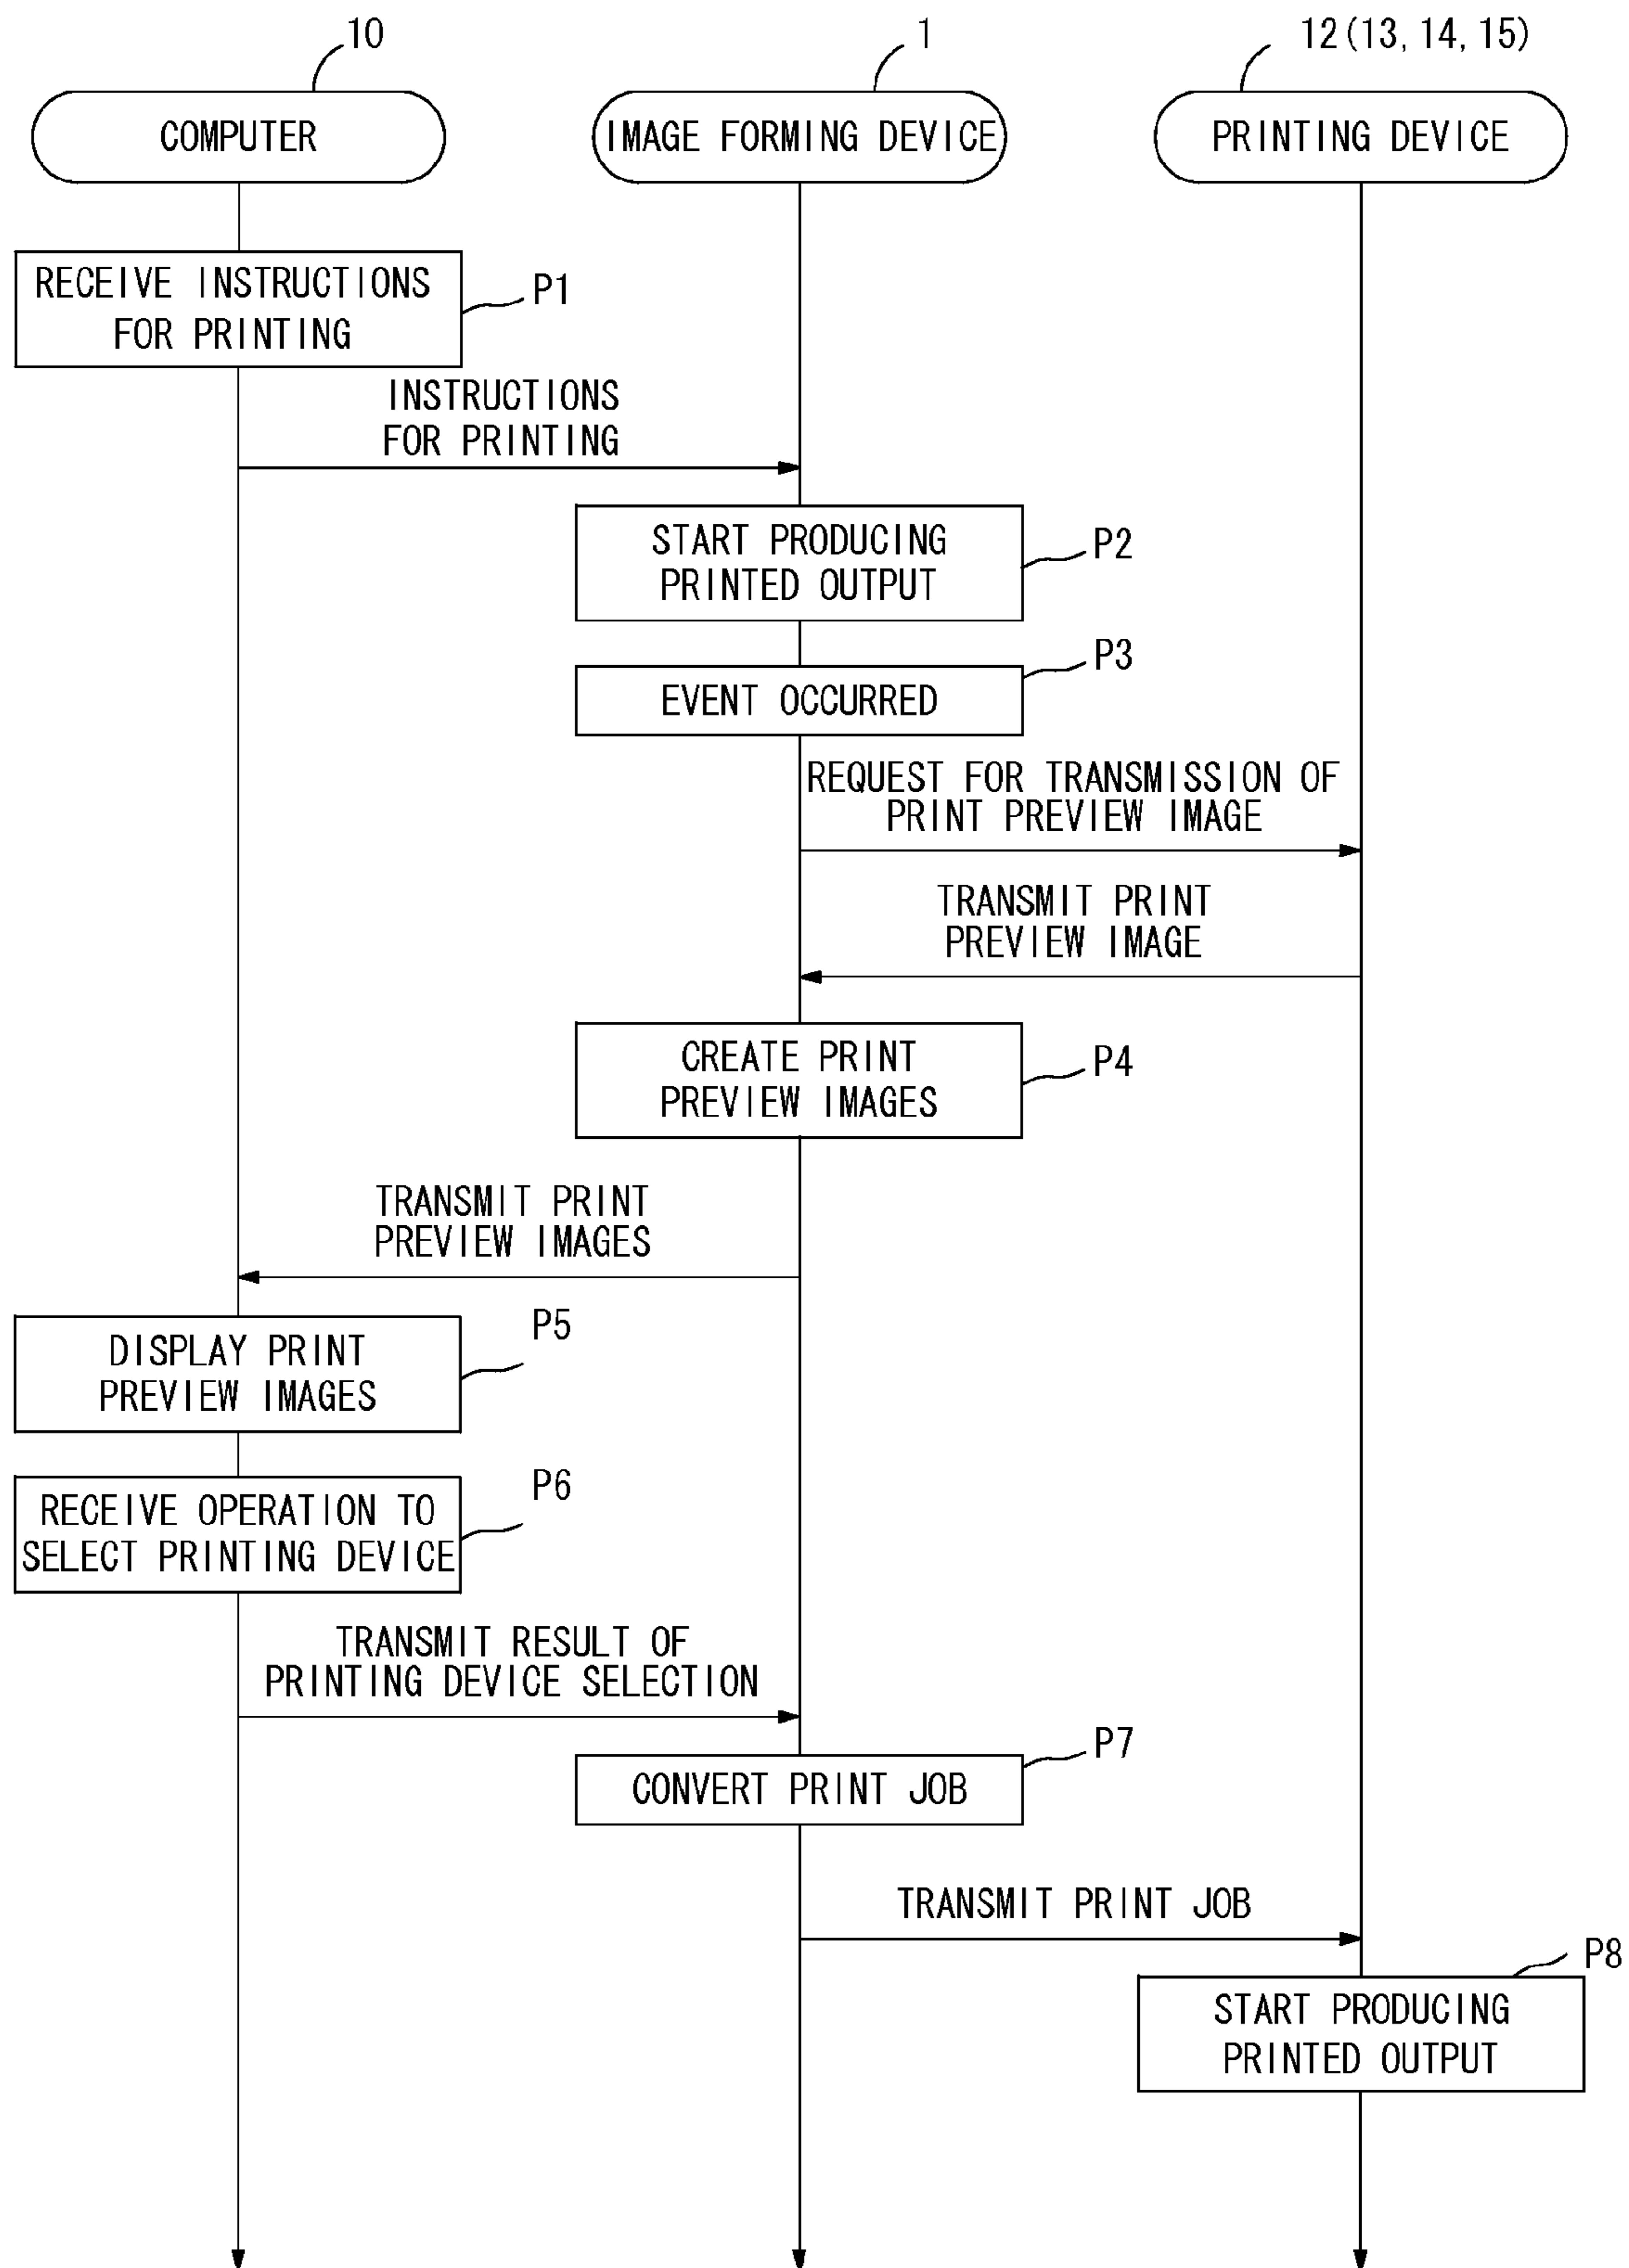 10
1
12(13, 14, 15)
COMPUTER
IMAGE FORMING DEVICE
PRINTING DEVICE
RECEIVE INSTRUCTIONS
FOR PRINTING
P1
INSTRUCTIONS
FOR PRINTING
START PRODUCING
PRINTED OUTPUT
P2
EVENT OCCURRED
P3
REQUEST FOR TRANSMISSION OF
PRINT PREVIEW IMAGE
TRANSMIT PRINT
PREVIEW IMAGE
CREATE PRINT
PREVIEW IMAGES
P4
TRANSMIT PRINT
PREVIEW IMAGES
DISPLAY PRINT
PREVIEW IMAGES
P5
RECEIVE OPERATION TO
SELECT PRINTING DEVICE
P6
TRANSMIT RESULT OF
PRINTING DEVICE SELECTION
CONVERT PRINT JOB
P7
TRANSMIT PRINT JOB
START PRODUCING
PRINTED OUTPUT
P8